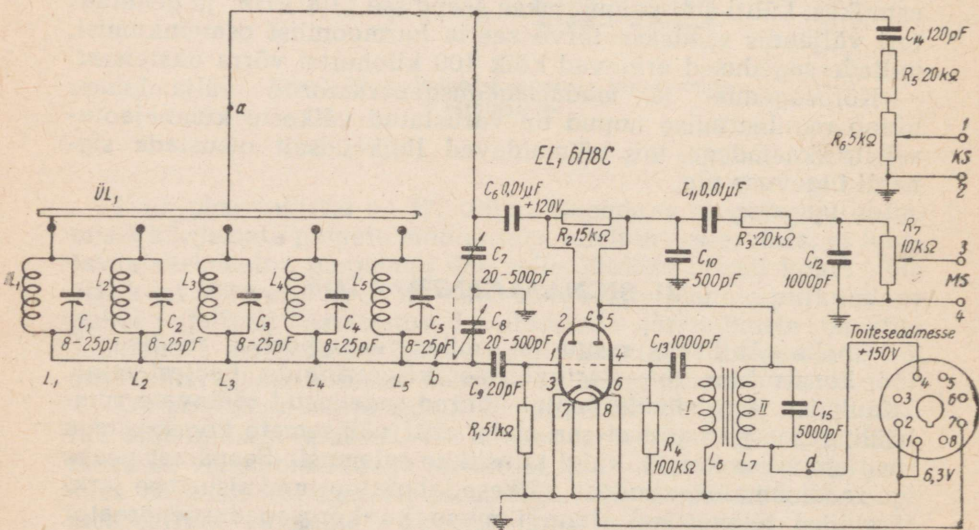 C₁₄ 120pF
R₅ 20kΩ
a
R₆ 5kΩ
1
KS
2
EL₁ 6H8C
ÜL₁
C₆ 0,01µF
+120V
C₁₁ 0,01µF
R₂ 15kΩ
R₃ 20kΩ
R₇
10kΩ
3
MS
4
C₇
20-500pF
C₁₀
500pF
C₁₂
1000pF
L₂
L₃
L₄
L₅
C₁
8-25pF
C₂
8-25pF
C₃
8-25pF
C₄
8-25pF
C₅
8-25pF
C₈
20-500pF
2
c
5
1
4
3
6
7
8
C₁₃ 1000pF
Toiteseadmesse
+150V
L₁
L₂
L₃
L₄
L₅
b
C₉ 20pF
R₁ 51kΩ
R₄
100kΩ
I
II
L₆
L₇
C₁₅
5000pF
d
4
5
3
6
2
7
1
8
6,3V